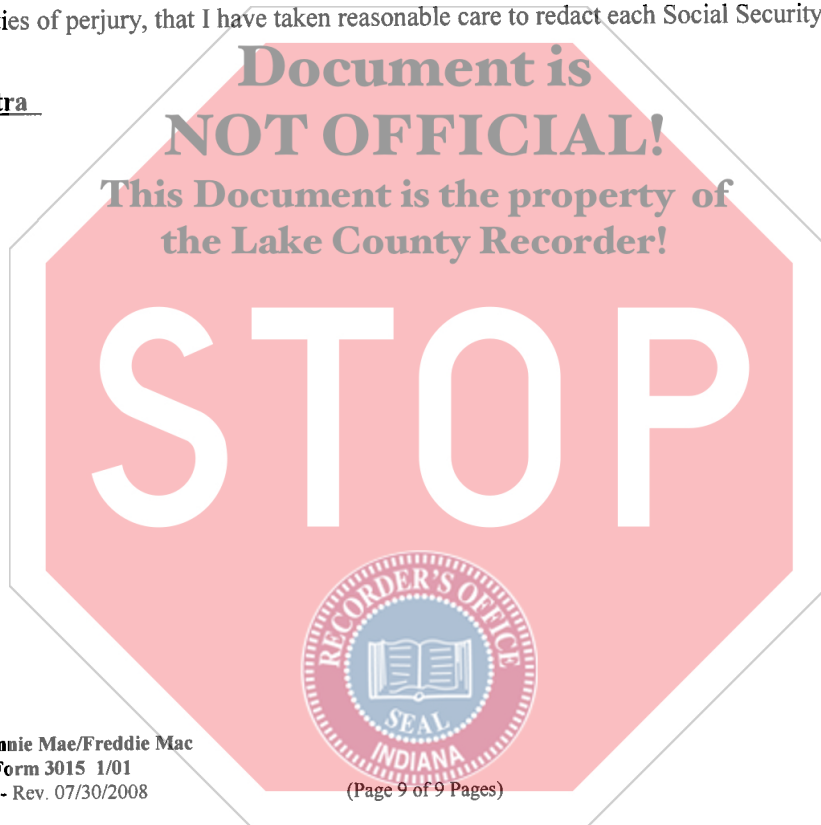 ties of perjury, that I have taken reasonable care to redact each Social Security
Document is
tra
NOT OFFICIAL!
This Document is the property of
the Lake County Recorder!
STOP
RECORDER'S OFFICE
SEAL
INDIANA
nnie Mae/Freddie Mac
Form 3015 1/01
- Rev. 07/30/2008
(Page 9 of 9 Pages)